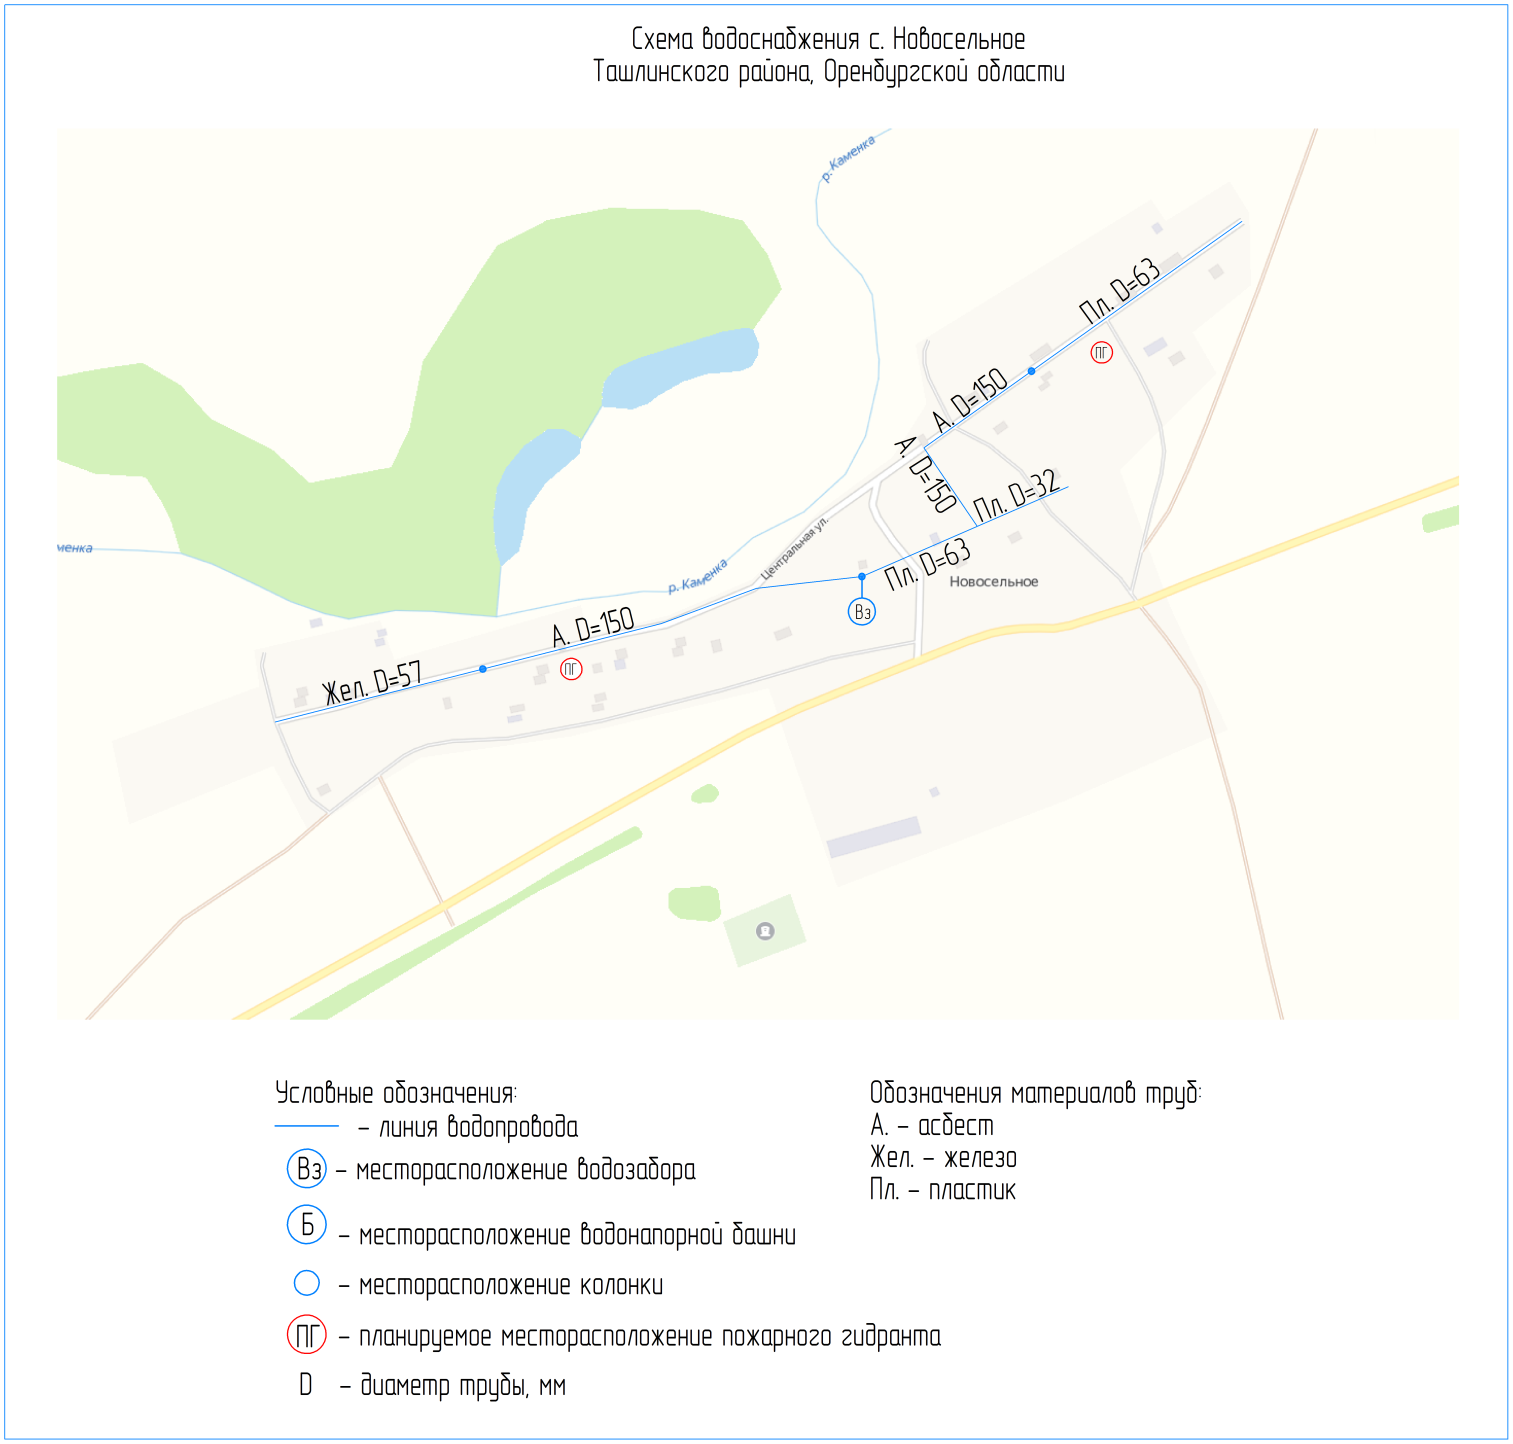 Схема водоснабжения с. Новосельное
Ташлинского района, Оренбургской области
р. Каменка
Пл. D=63
ПГ
А. D=150
А. D=150
Пл. D=32
Центральная ул.
менка
р. Каменка
Пл. D=63
Новосельное
Вз
А. D=150
ПГ
Жел. D=57
Условные обозначения:
– линия водопровода
Вз – месторасположение водозабора
Б – месторасположение водонапорной башни
– месторасположение колонки
ПГ – планируемое месторасположение пожарного гидранта
D – диаметр трубы, мм
Обозначения материалов труб:
А. – асбест
Жел. – железо
Пл. – пластик